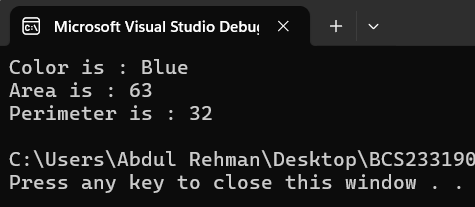 Microsoft Visual Studio Debu
Color is : Blue
Area is : 63
Perimeter is : 32
C:\Users\Abdul Rehman\Desktop\BCS233190
Press any key to close this window . .